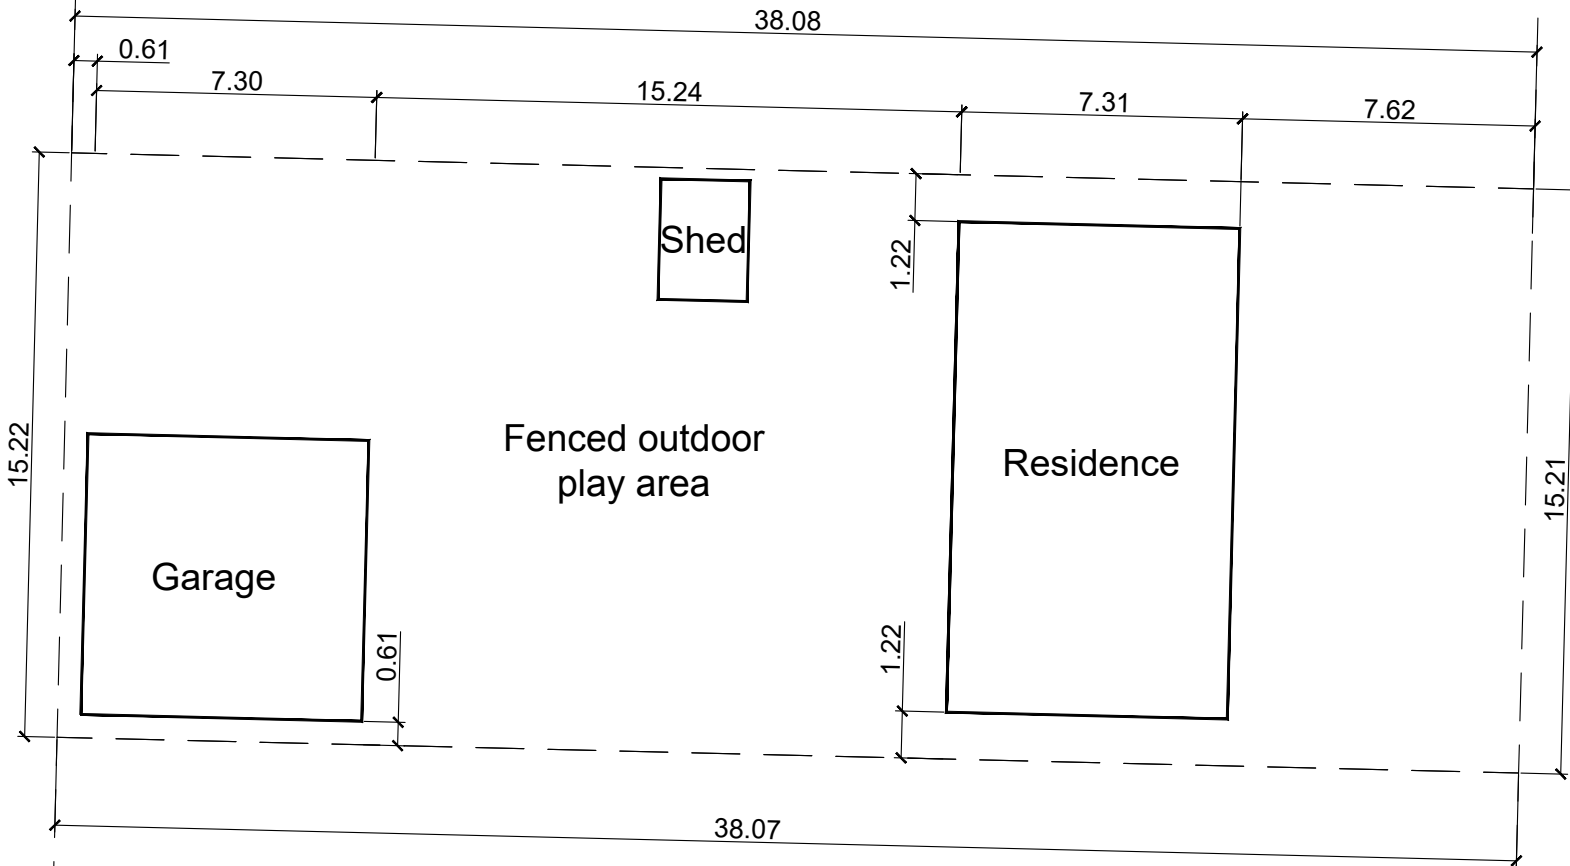 38.08
0.61
7.30
15.24
7.31
7.62
Shed
1.22
15.22
Fenced outdoor
play area
Residence
15.21
Garage
0.61
1.22
38.07